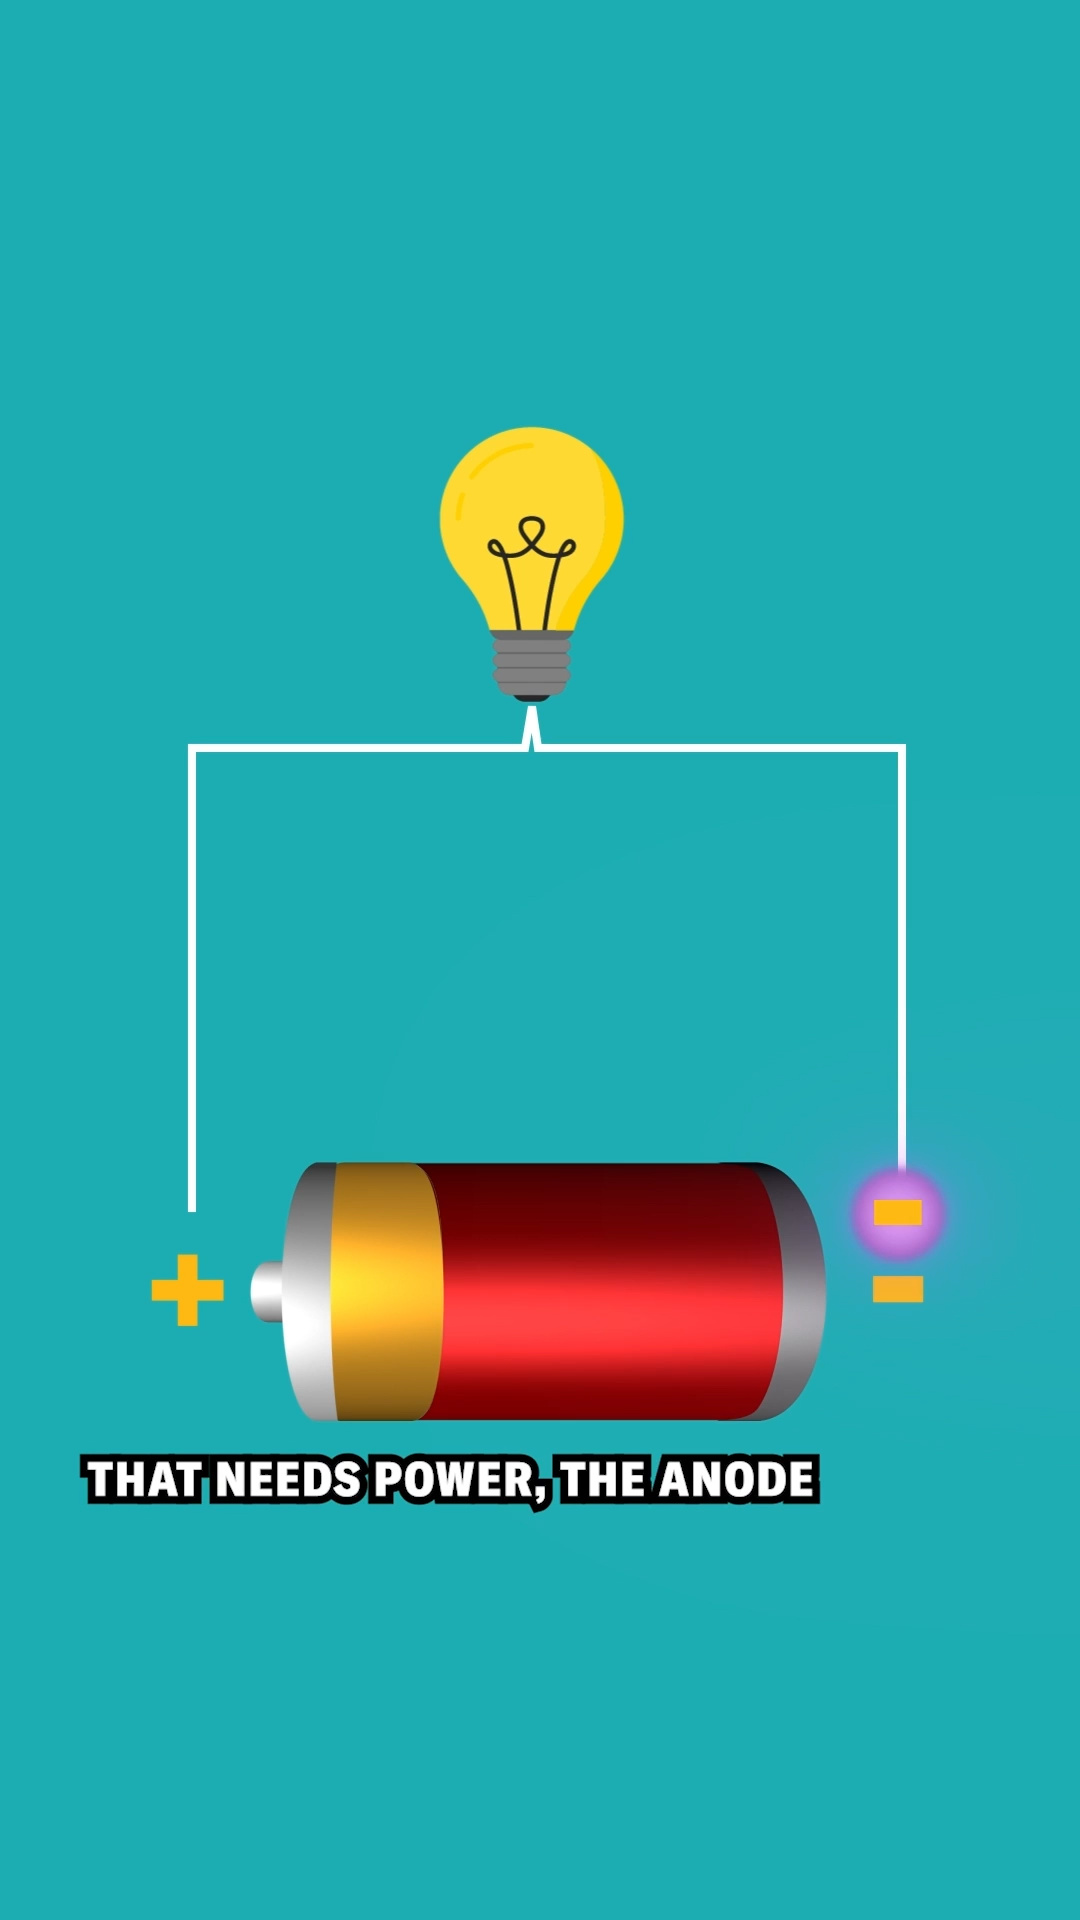 +
-
-
THAT NEEDS POWER, THE ANODE